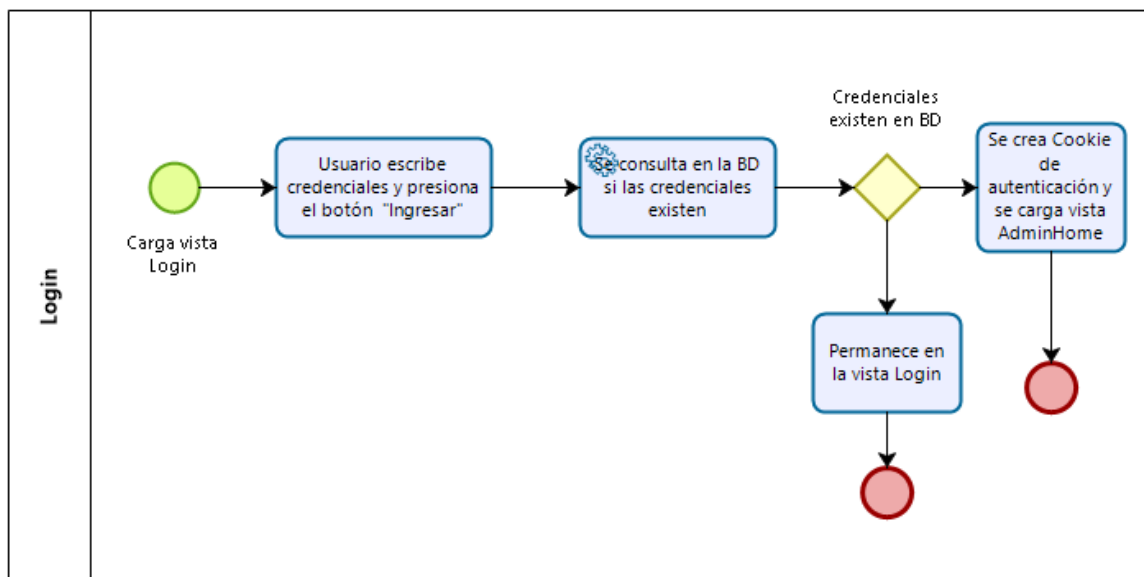 Login
Carga vista
Login
Usuario escribe
credenciales y presiona
el botón  "Ingresar"
Se consulta en la BD
si las credenciales
existen
Credenciales
existen en BD
Se crea Cookie
de
autenticación y
se carga vista
AdminHome
Permanece en
la vista Login